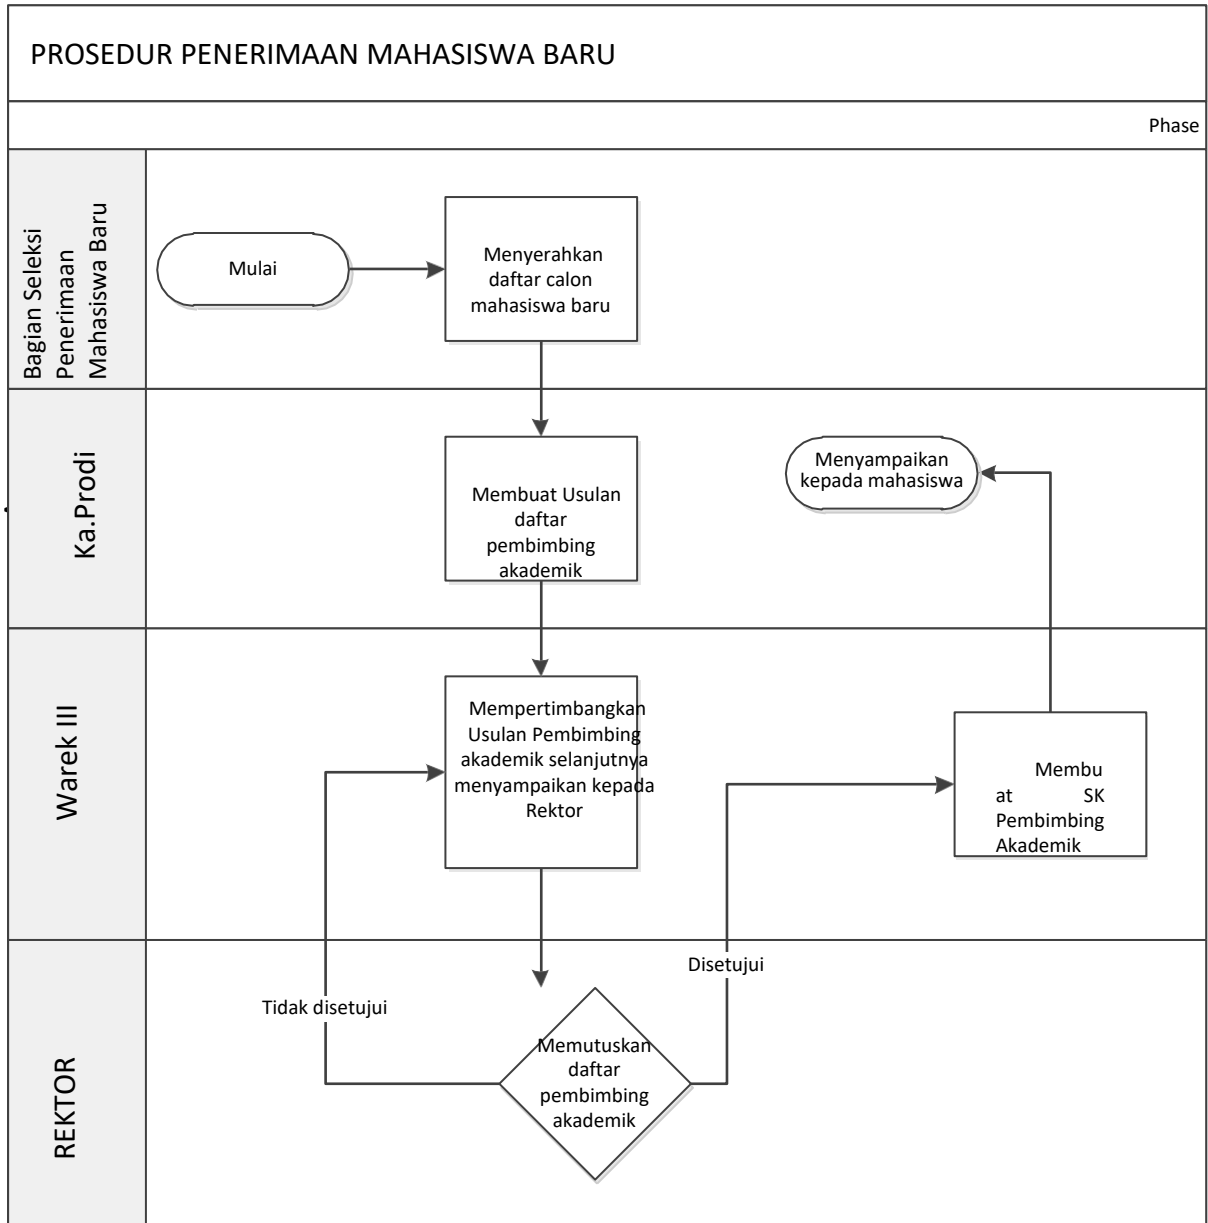 PROSEDUR PENERIMAAN MAHASISWA BARU
Phase
Bagian Seleksi
Penerimaan
Mahasiswa Baru
Mulai
Menyerahkan
daftar calon
mahasiswa baru
Ka.Prodi
Membuat Usulan
daftar
pembimbing
akademik
Menyampaikan
kepada mahasiswa
Warek III
Mempertimbangkan
Usulan Pembimbing
akademik selanjutnya
menyampaikan kepada
Rektor
Membu
at SK
Pembimbing
Akademik
REKTOR
Tidak disetujui
Disetujui
Memutuskan
daftar
pembimbing
akademik